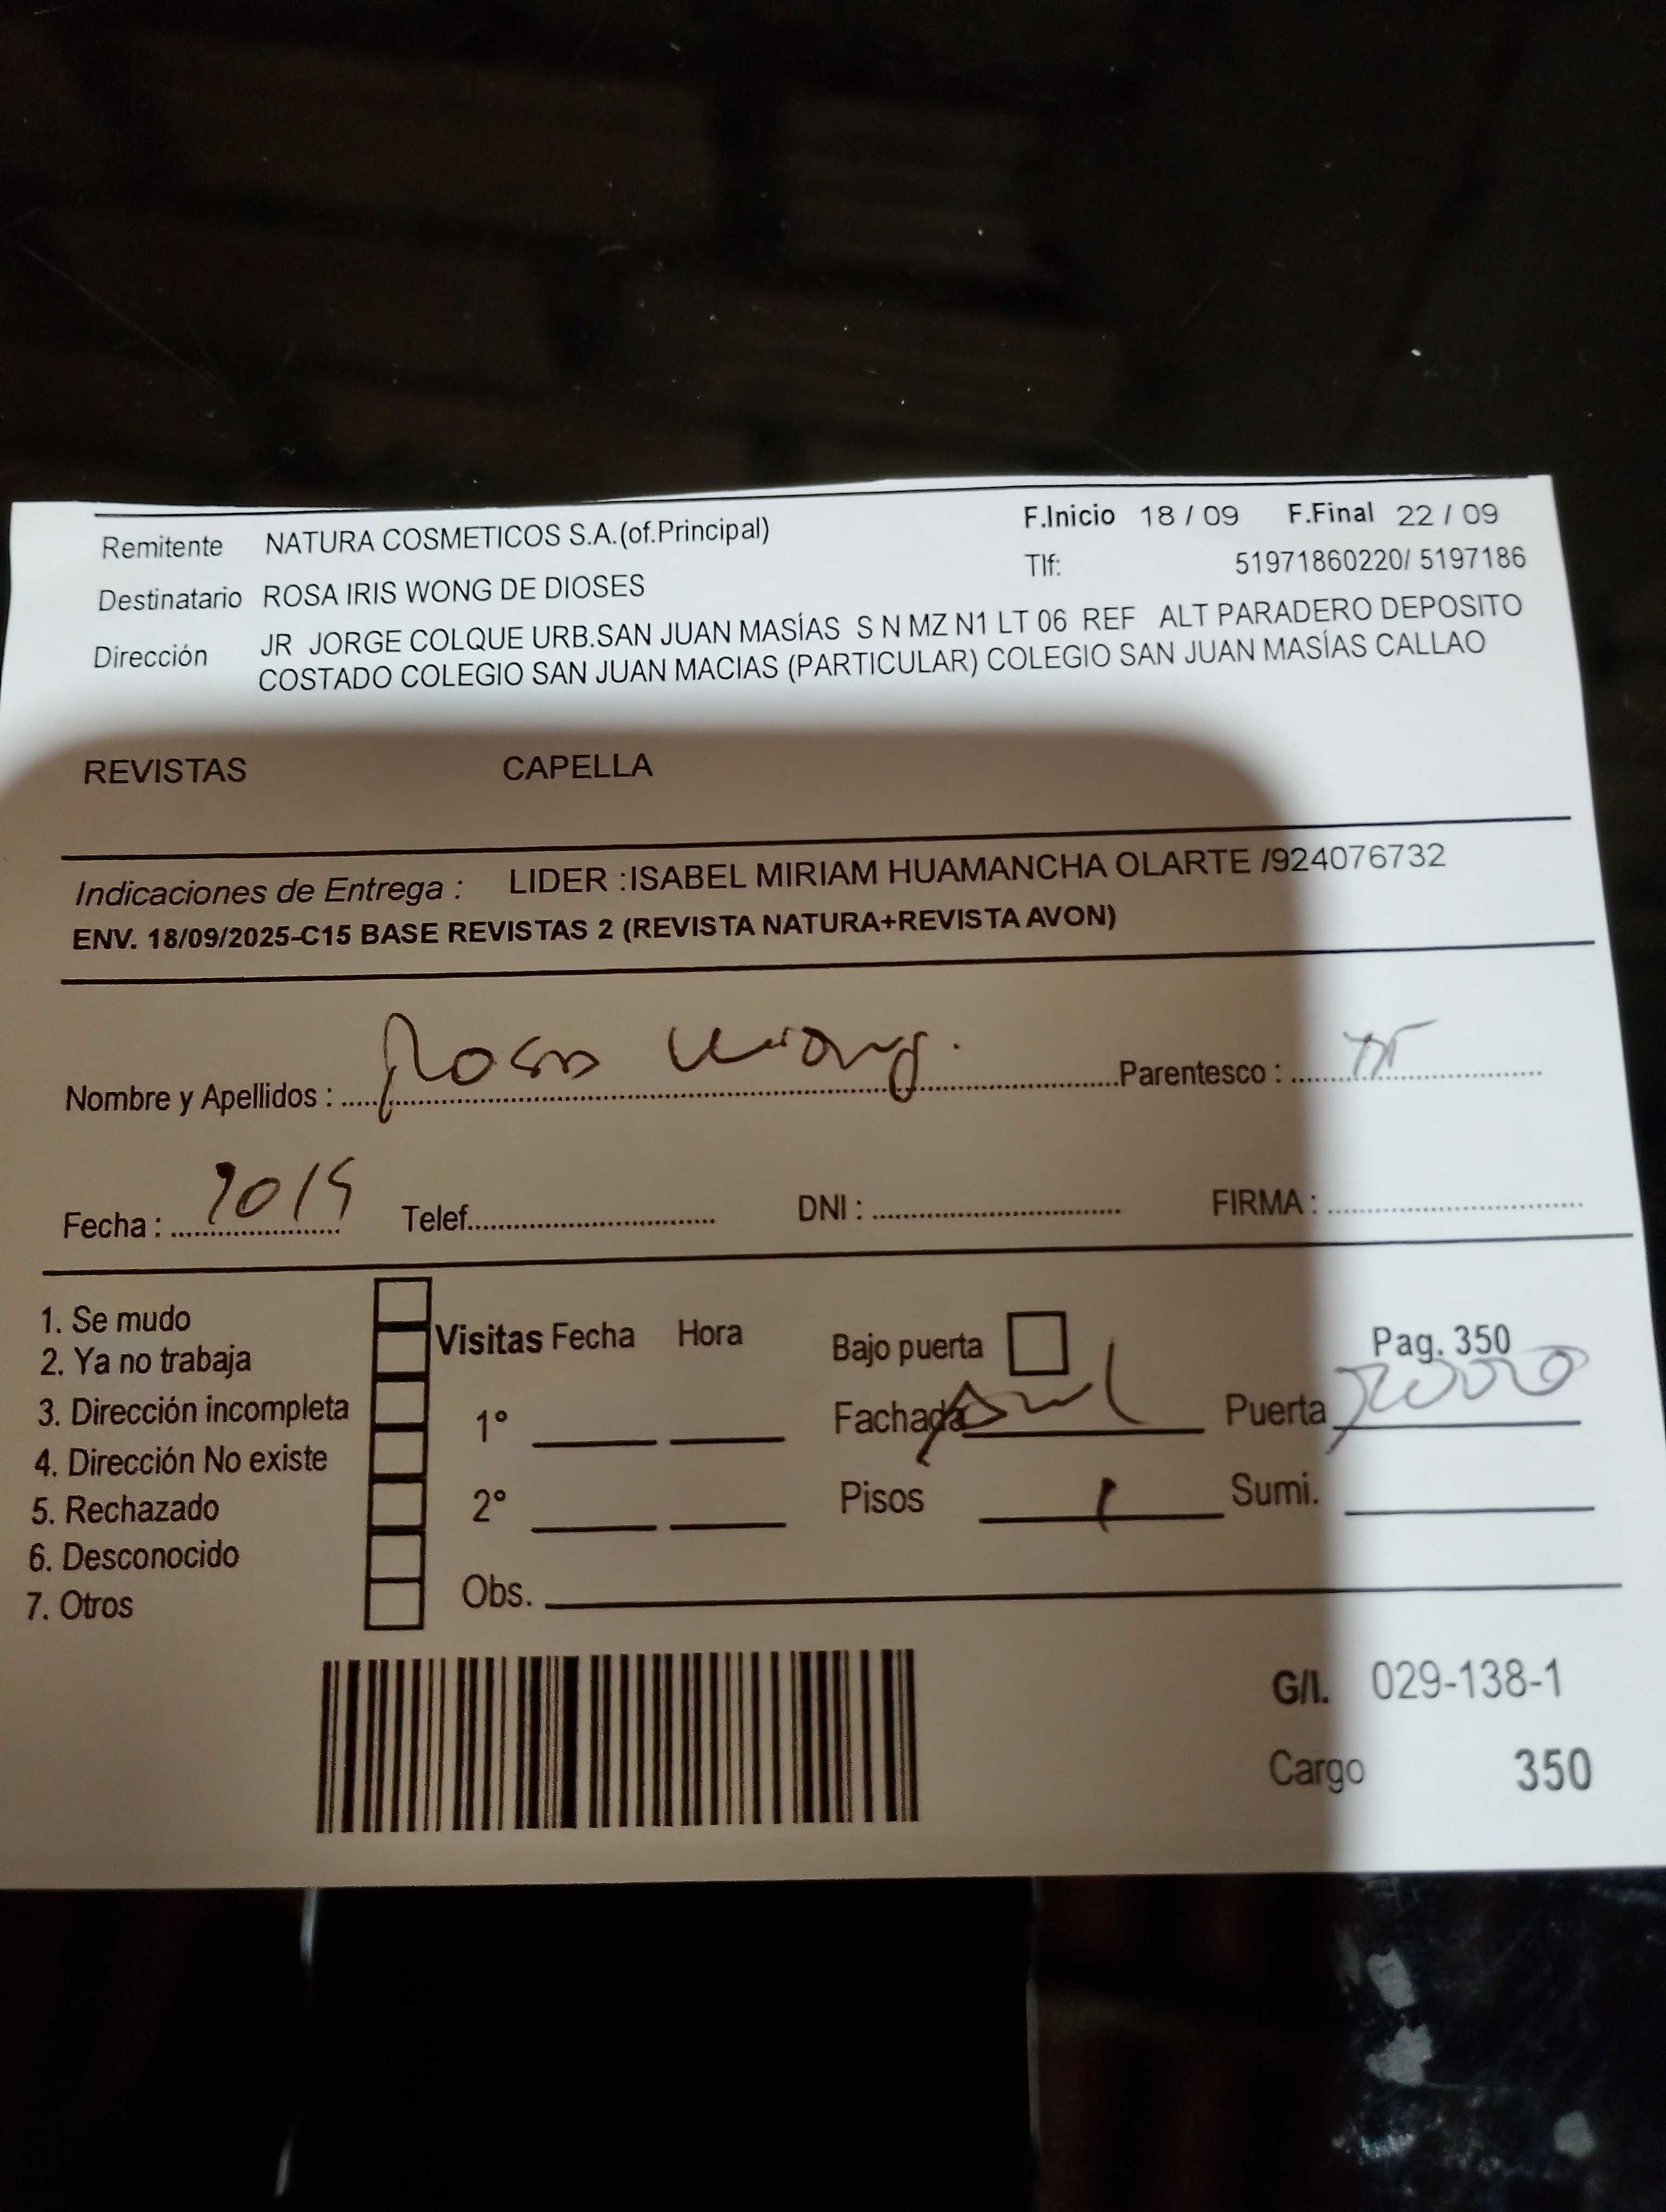 Remitente NATURA COSMETICOS S.A.(of.Principal) F.Inicio 18 / 09 F.Final 22 / 09
Tlf: 51971860220/ 5197186
Destinatario ROSA IRIS WONG DE DIOSES
Dirección JR JORGE COLQUE URB.SAN JUAN MASÍAS S N MZ N1 LT 06 REF ALT PARADERO DEPOSITO
COSTADO COLEGIO SAN JUAN MACIAS (PARTICULAR) COLEGIO SAN JUAN MASÍAS CALLAO
REVISTAS CAPELLA
Indicaciones de Entrega : LIDER :ISABEL MIRIAM HUAMANCHA OLARTE /924076732
ENV. 18/09/2025-C15 BASE REVISTAS 2 (REVISTA NATURA+REVISTA AVON)
Nombre y Apellidos : Rosa Wong. Parentesco :
Fecha : Telef. DNI : FIRMA :
1. Se mudo
2. Ya no trabaja
3. Dirección incompleta
4. Dirección No existe
5. Rechazado
6. Desconocido
7. Otros
Visitas Fecha Hora Bajo puerta Pag. 350
1° Fachada Puerta
2° Pisos 1 Sumi.
Obs.
G/I. 029-138-1
Cargo 350